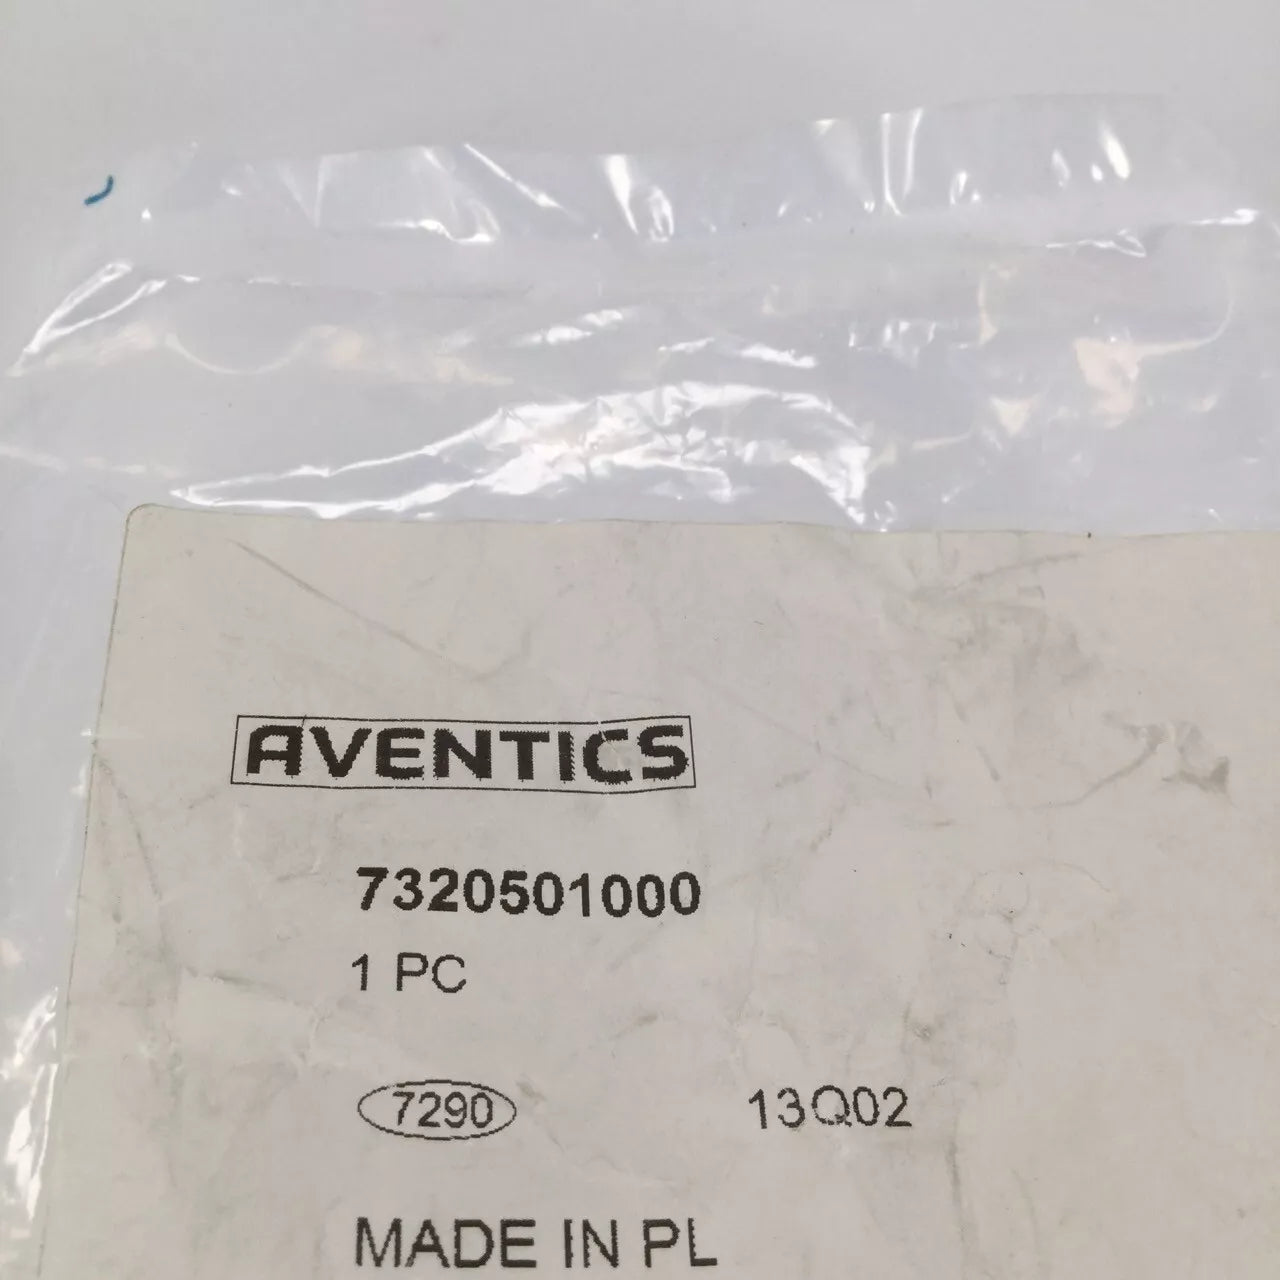 AVENTICS
7320501000
1 PC
7290 13Q02
MADE IN PL